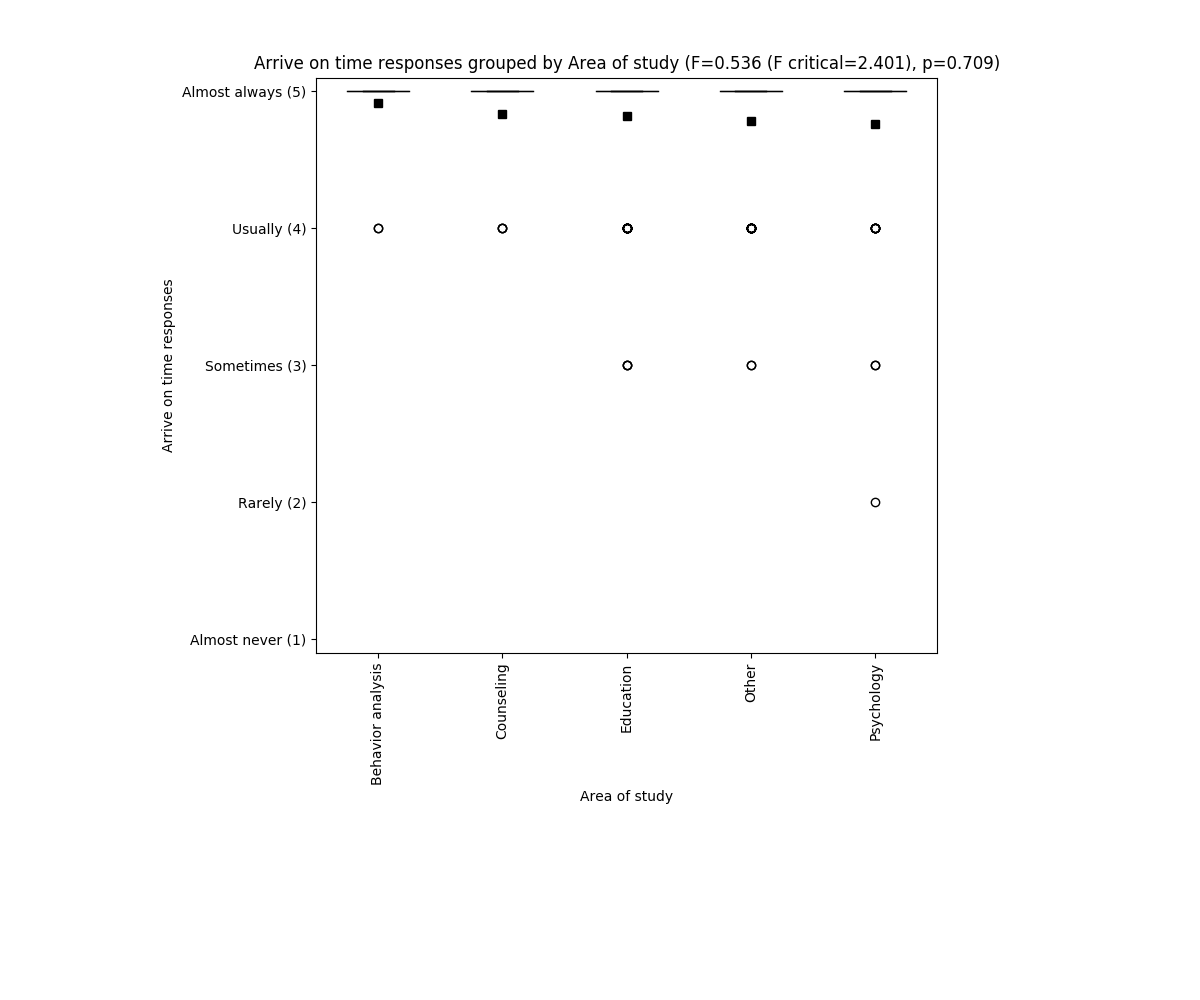 Arrive on time responses grouped by Area of study (F=0.536 (F critical=2.401), p=0.709)
Almost always (5)
Usually (4)
Sometimes (3)
Rarely (2)
Almost never (1)
Arrive on time responses
Behavior analysis
Counseling
Education
Other
Psychology
Area of study